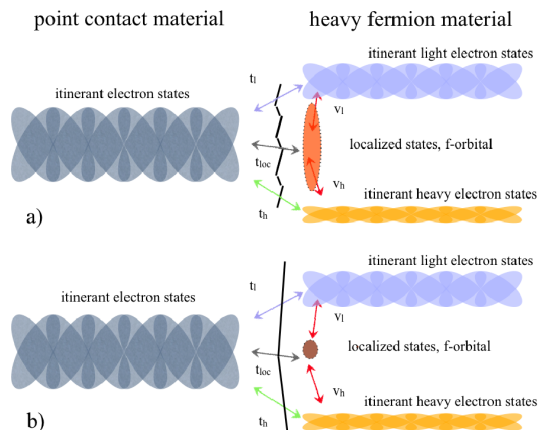 point contact material
heavy fermion material
itinerant light electron states
itinerant electron states
t_l
v_l
localized states, f-orbital
t_loc
v_h
itinerant heavy electron states
t_h
a)
itinerant light electron states
itinerant electron states
t_l
v_l
localized states, f-orbital
t_loc
v_h
itinerant heavy electron states
t_h
b)